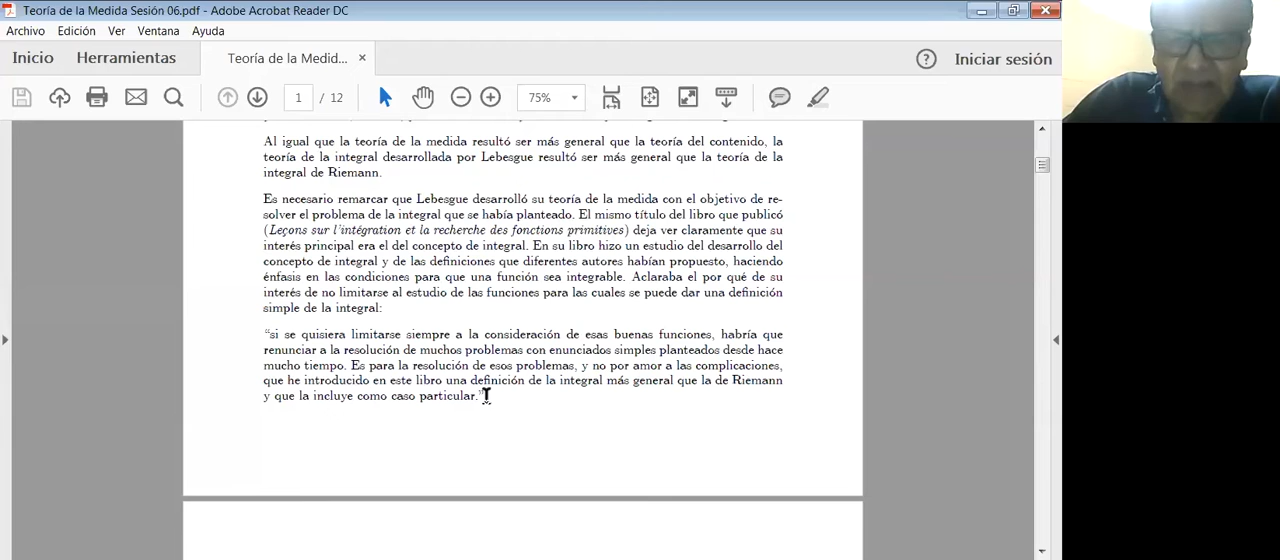 Teoría de la Medida Sesión 06.pdf - Adobe Acrobat Reader DC
Archivo Edición Ver Ventana Ayuda
Inicio Herramientas Teoría de la Medid... × ? Iniciar sesión
1 / 12 75%
Al igual que la teoría de la medida resultó ser más general que la teoría del contenido, la
teoría de la integral desarrollada por Lebesgue resultó ser más general que la teoría de la
integral de Riemann.
Es necesario remarcar que Lebesgue desarrolló su teoría de la medida con el objetivo de re-
solver el problema de la integral que se había planteado. El mismo título del libro que publicó
(Leçons sur l'intégration et la recherche des fonctions primitives) deja ver claramente que su
interés principal era el del concepto de integral. En su libro hizo un estudio del desarrollo del
concepto de integral y de las definiciones que diferentes autores habían propuesto, haciendo
énfasis en las condiciones para que una función sea integrable. Aclaraba el por qué de su
interés de no limitarse al estudio de las funciones para las cuales se puede dar una definición
simple de la integral:
“si se quisiera limitarse siempre a la consideración de esas buenas funciones, habría que
renunciar a la resolución de muchos problemas con enunciados simples planteados desde hace
mucho tiempo. Es para la resolución de esos problemas, y no por amor a las complicaciones,
que he introducido en este libro una definición de la integral más general que la de Riemann
y que la incluye como caso particular.”